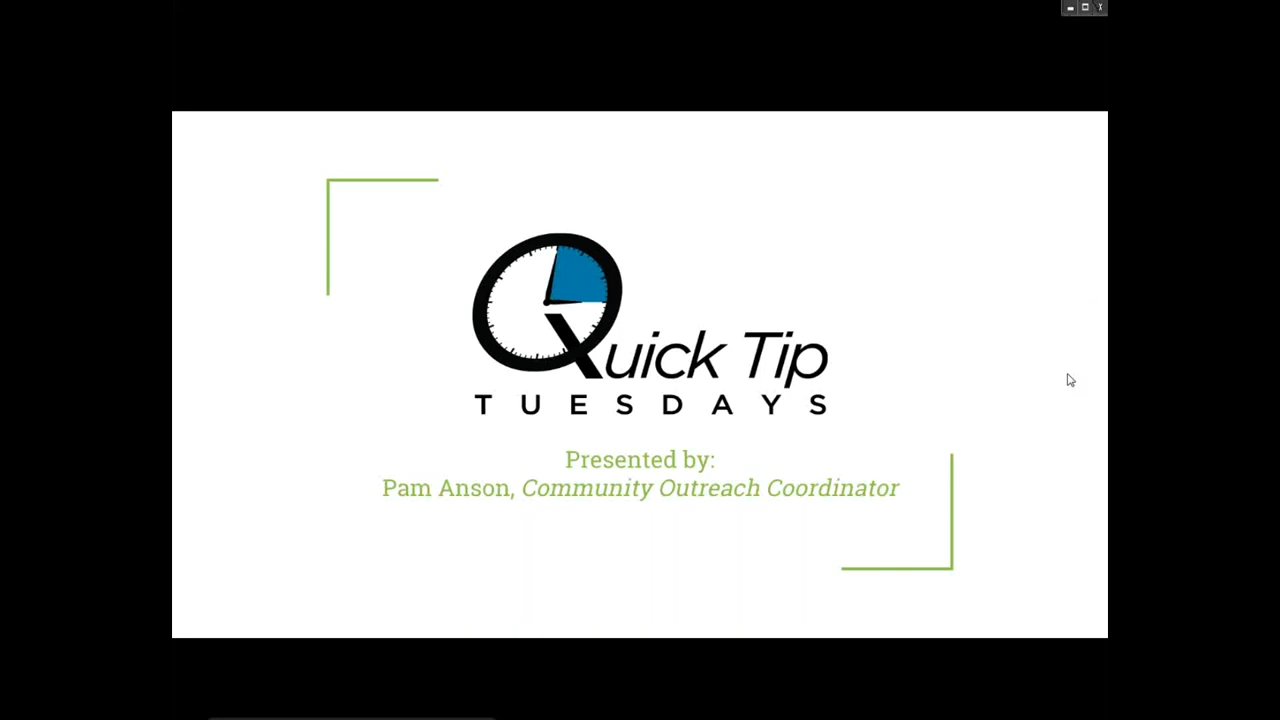 Quick Tip
TUESDAYS
Presented by:
Pam Anson, Community Outreach Coordinator